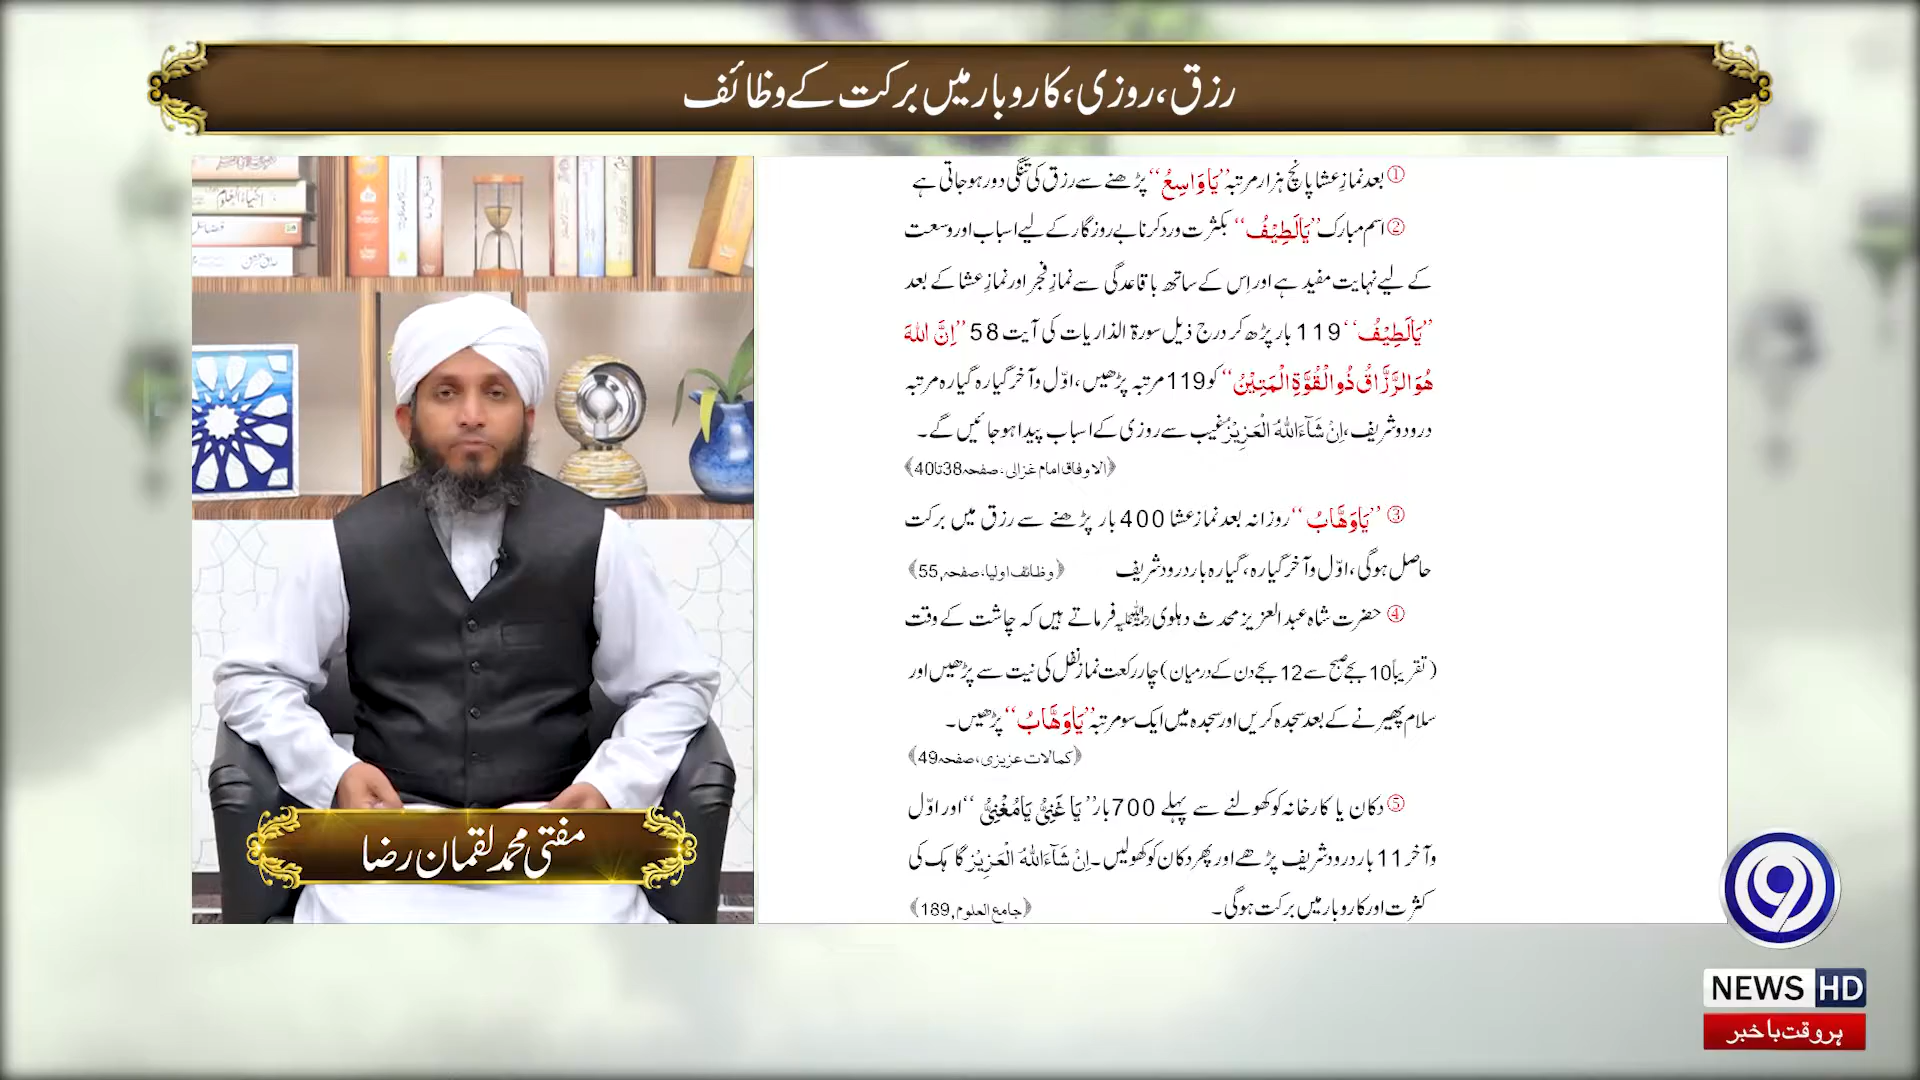 رزق، روزی، کاروبار میں برکت کے وظائف
① بعد نمازِ عشا پانچ ہزار مرتبہ ’’یَا وَاسِعُ‘‘ پڑھنے سے رزق کی تنگی دور ہو جاتی ہے
② اسم مبارک ’’یَالَطِیْفُ‘‘ بکثرت ورد کرنا بے روزگار کے لیے اسباب اور وسعت
کے لیے نہایت مفید ہے اور اِس کے ساتھ باقاعدگی سے نمازِ فجر اور نمازِ عشا کے بعد
’’یَالَطِیْفُ‘‘ 119 بار پڑھ کر درج ذیل سورۃ الذاریات کی آیت 58 ’’اِنَّ اللہَ
ھُوَ الرَّزَّاقُ ذُو الْقُوَّۃِ الْمَتِیْنُ‘‘ کو 119 مرتبہ پڑھیں، اوّل و آخر گیارہ گیارہ مرتبہ
درود و شریف، اِنْ شَآءَاللہُ الْعَزِیْزُ غیب سے روزی کے اسباب پیدا ہو جائیں گے۔
﴿الاوفاق امام غزالی، صفحہ 38 تا 40﴾
③ ’’یَا وَھَّابُ‘‘ روزانہ بعد نماز عشا 400 بار پڑھنے سے رزق میں برکت
حاصل ہوگی، اوّل و آخر گیارہ، گیارہ بار درود شریف ﴿وظائف اولیا، صفحہ,55﴾
④ حضرت شاہ عبد العزیز محدث دہلوی رحمۃ اللہ علیہ فرماتے ہیں کہ چاشت کے وقت
(تقریباً 10 بجے صبح سے 12 بجے دن کے درمیان) چار رکعت نماز نفل کی نیت سے پڑھیں اور
سلام پھیرنے کے بعد سجدہ کریں اور سجدہ میں ایک سو مرتبہ ’’یَا وَھَّابُ‘‘ پڑھیں۔
﴿کمالات عزیزی، صفحہ 49﴾
⑤ دکان یا کارخانہ کو کھولنے سے پہلے 700 بار ’’یَا غَنِیُّ یَا مُغْنِیُّ‘‘ اور اوّل
و آخر 11 بار درود شریف پڑھے اور پھر دکان کو کھولیں۔ اِنْ شَآءَاللہُ الْعَزِیْزُ گاہک کی
کثرت اور کاروبار میں برکت ہوگی۔ ﴿جامع العلوم,189﴾
مفتی محمد لقمان رضا
9
NEWS HD
ہر وقت باخبر